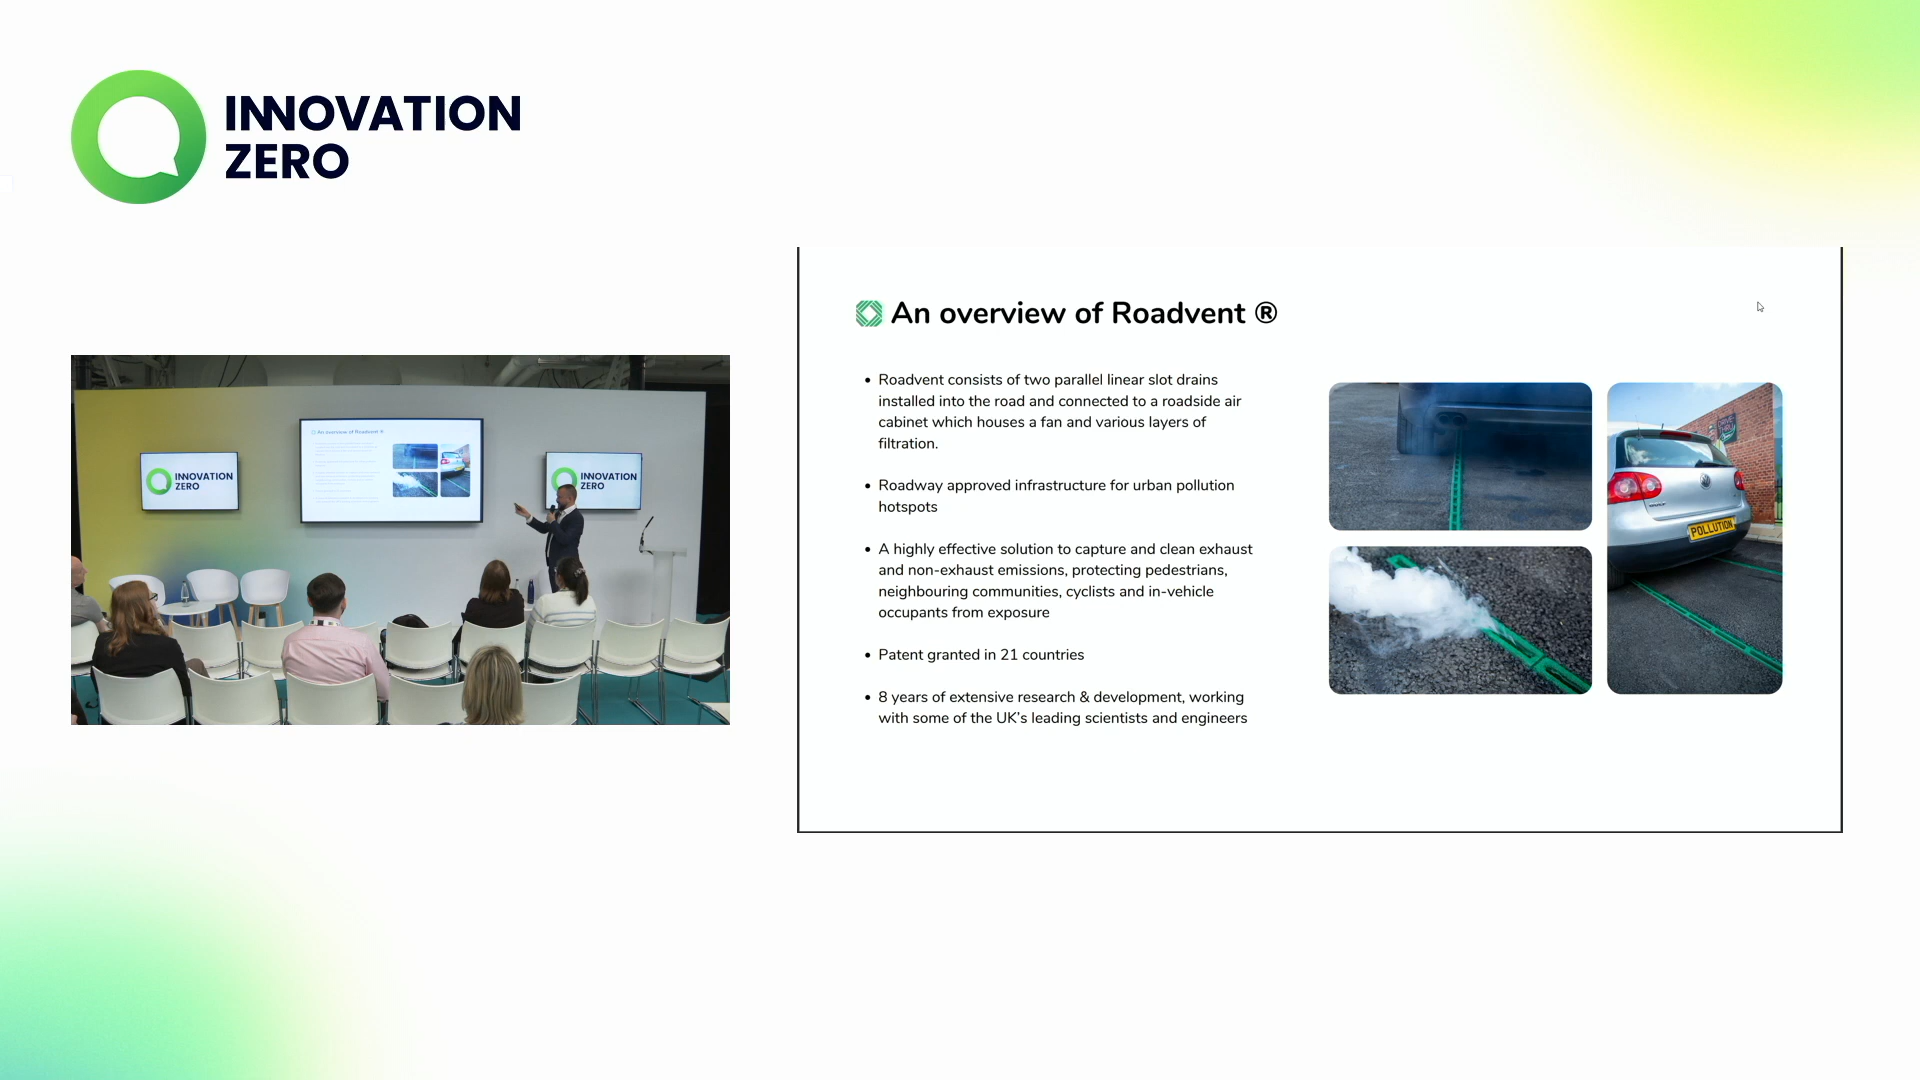 INNOVATION
ZERO
An overview of Roadvent ®
• Roadvent consists of two parallel linear slot drains
installed into the road and connected to a roadside air
cabinet which houses a fan and various layers of
filtration.
• Roadway approved infrastructure for urban pollution
hotspots
• A highly effective solution to capture and clean exhaust
and non-exhaust emissions, protecting pedestrians,
neighbouring communities, cyclists and in-vehicle
occupants from exposure
• Patent granted in 21 countries
• 8 years of extensive research & development, working
with some of the UK's leading scientists and engineers
POLLUTION
An overview of Roadvent ®
INNOVATION
ZERO
INNOVATION
ZERO